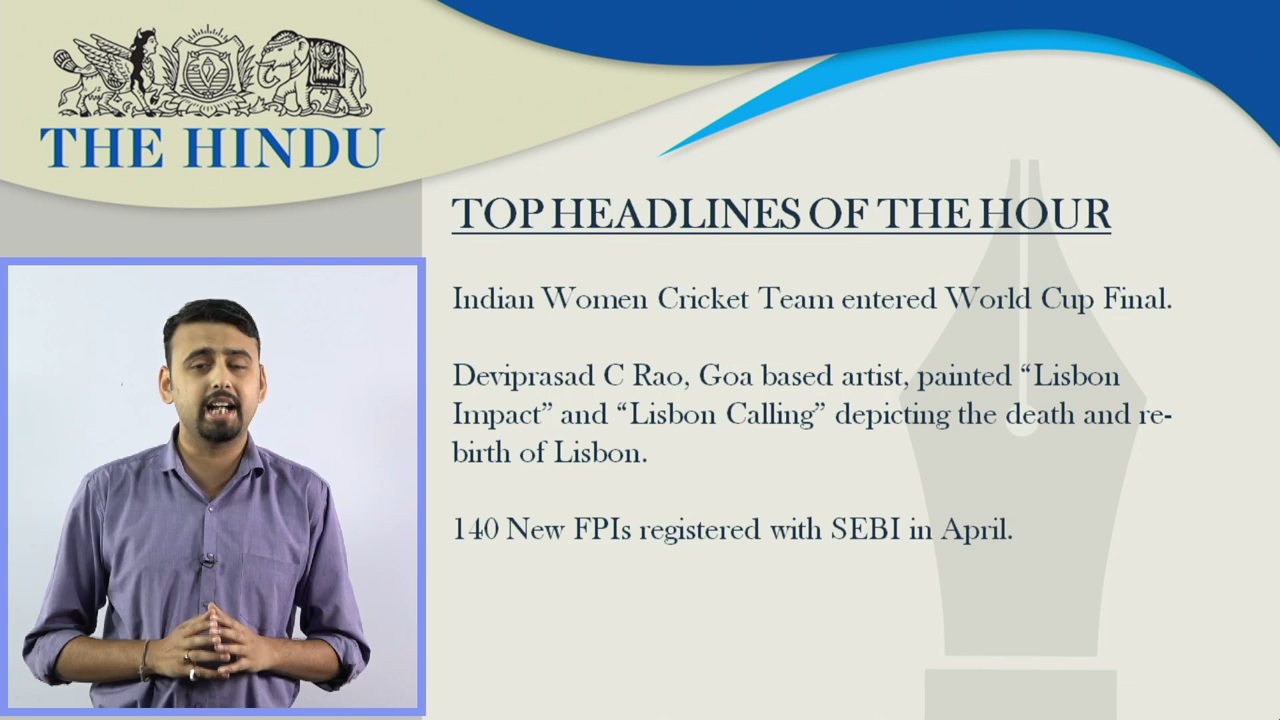 THE HINDU
TOP HEADLINES OF THE HOUR
Indian Women Cricket Team entered World Cup Final.
Deviprasad C Rao, Goa based artist, painted “Lisbon
Impact” and “Lisbon Calling” depicting the death and re-
birth of Lisbon.
140 New FPIs registered with SEBI in April.